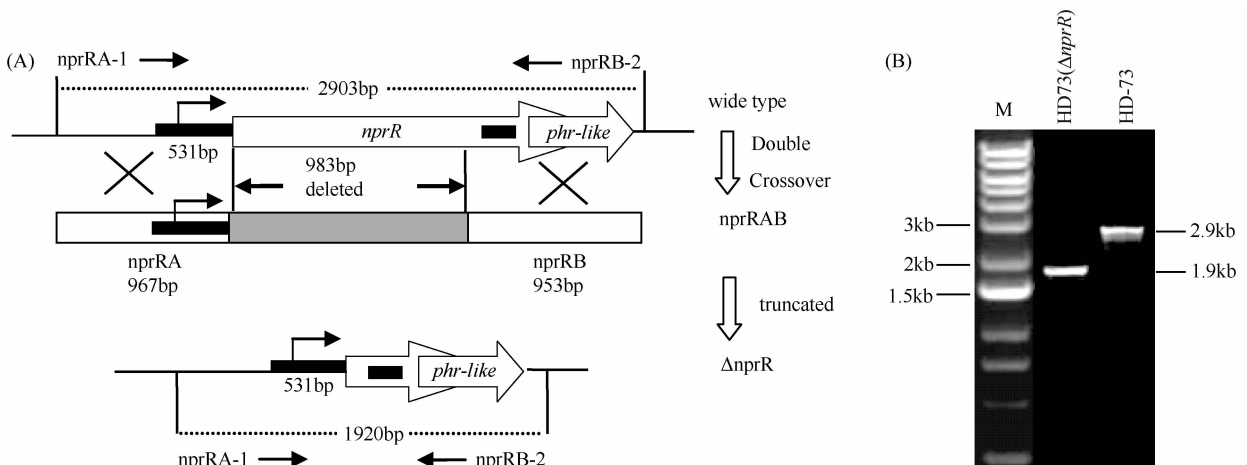 (A)
nprRA-1
nprRB-2
2903bp
nprR
phr-like
531bp
983bp
deleted
nprRA
967bp
nprRB
953bp
wide type
Double
Crossover
nprRAB
truncated
ΔnprR
531bp
phr-like
1920bp
nprRA-1
nprRB-2
(B)
M
HD73(ΔnprR)
HD-73
3kb
2kb
1.5kb
2.9kb
1.9kb